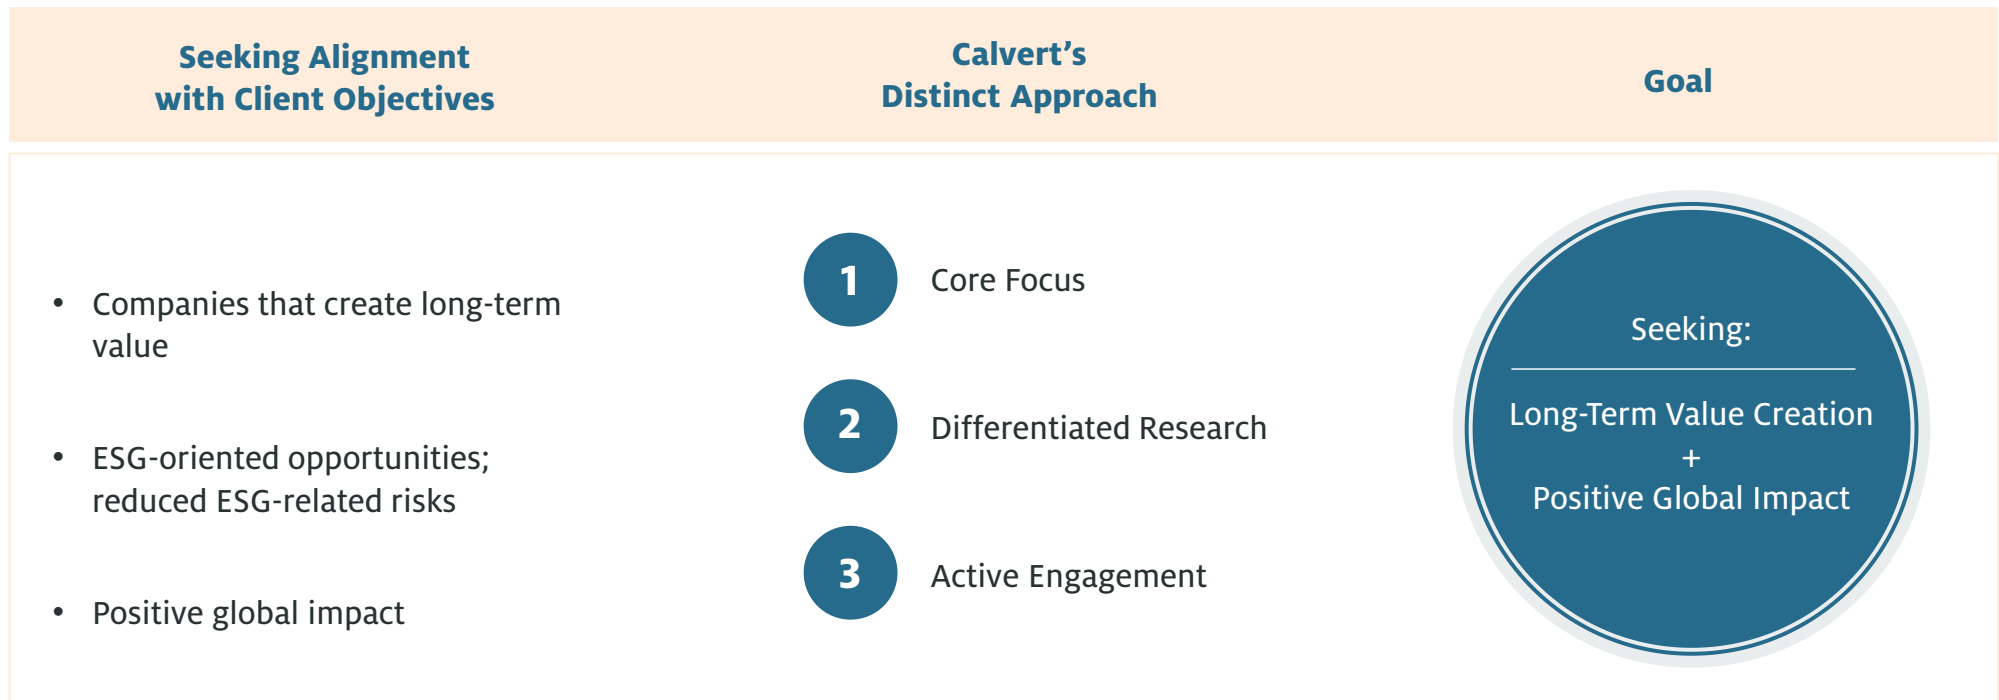 Seeking Alignment
with Client Objectives
Calvert’s
Distinct Approach
Goal
• Companies that create long-term
value
• ESG-oriented opportunities;
reduced ESG-related risks
• Positive global impact
1 Core Focus
2 Differentiated Research
3 Active Engagement
Seeking:
Long-Term Value Creation
+
Positive Global Impact